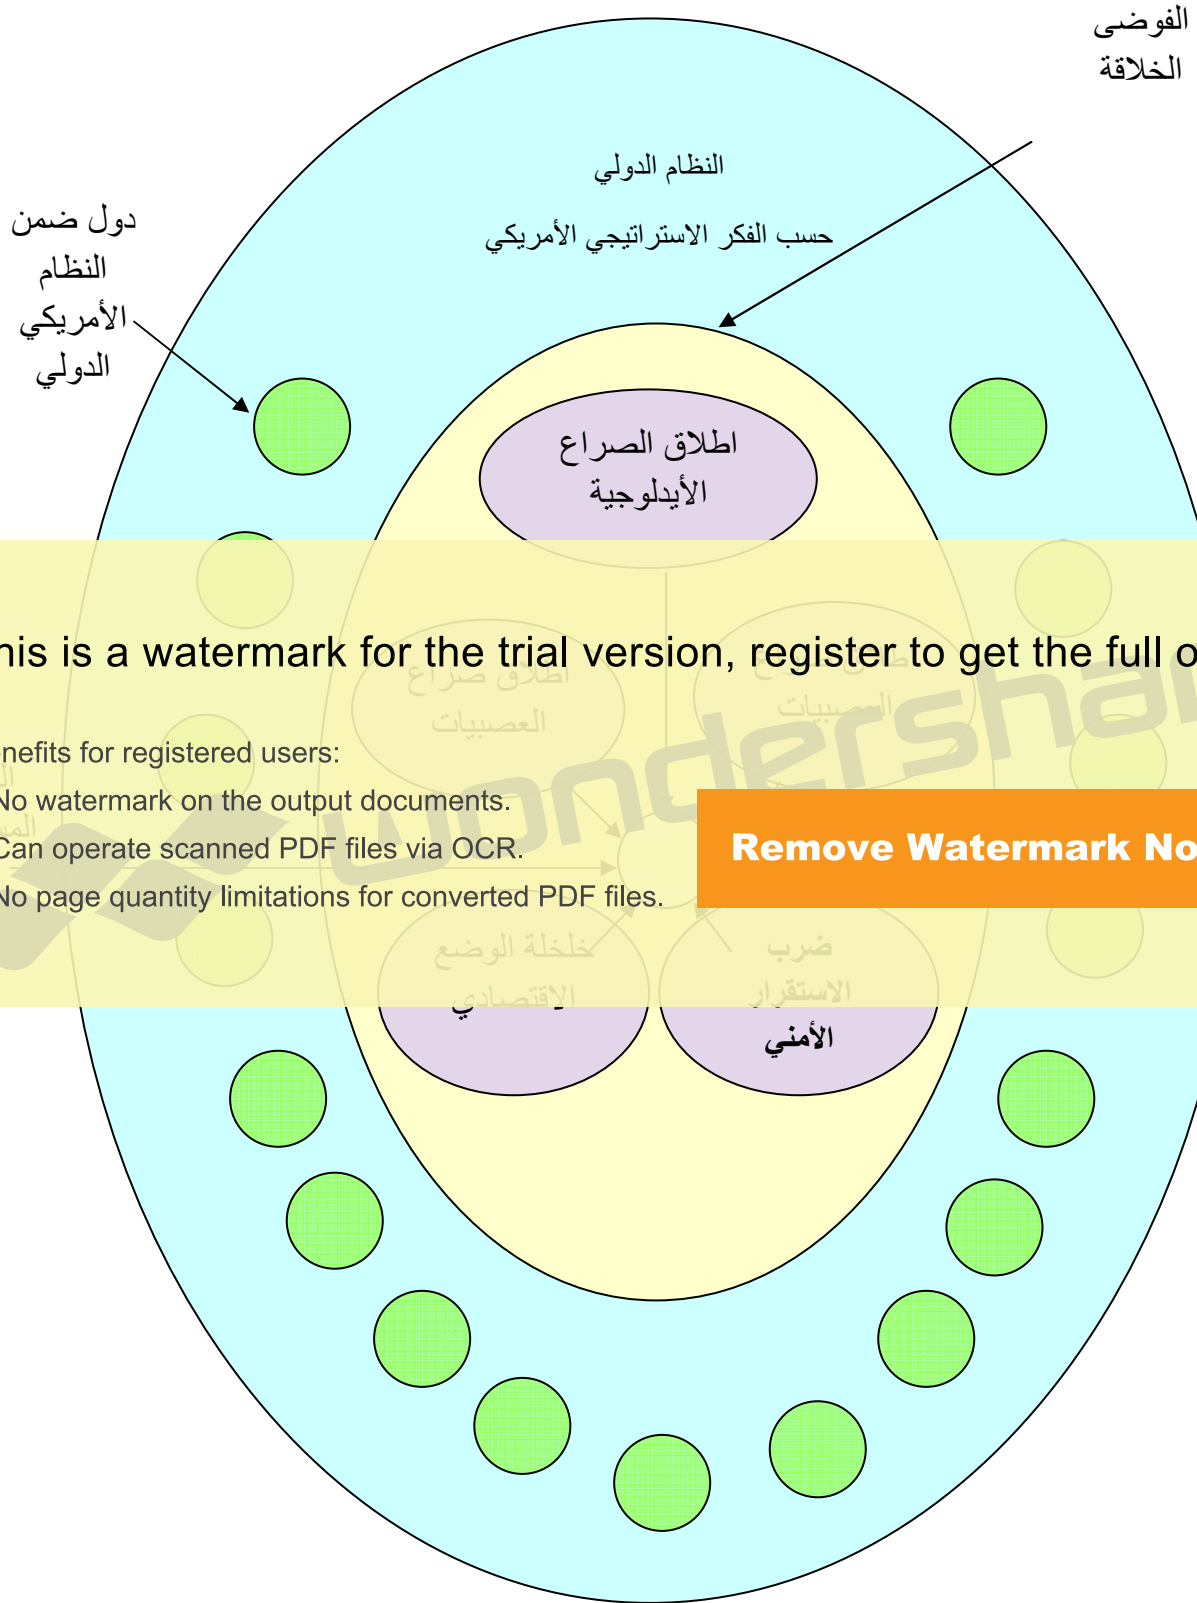 الفوضى
الخلاقة
النظام الدولي
حسب الفكر الاستراتيجي الأمريكي
دول ضمن
النظام
الأمريكي
الدولي
اطلاق الصراع
الأيدلوجية
his is a watermark for the trial version, register to get the full o
اطلاق صراع
العصبيات
العصبيات
nefits for registered users:
No watermark on the output documents.
Can operate scanned PDF files via OCR.
No page quantity limitations for converted PDF files.
wondershar
Remove Watermark No
خلخلة الوضع
الاقتصادي
ضرب
الاستقرار
الأمني